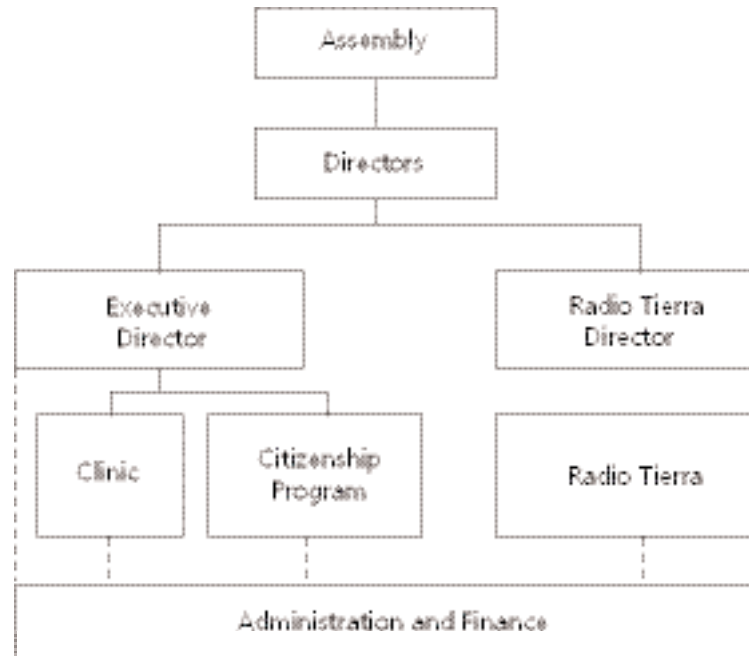 Assembly
Directors
Executive
Director
Radio Tierra
Director
Clinic
Citizenship
Program
Radio Tierra
Administration and Finance